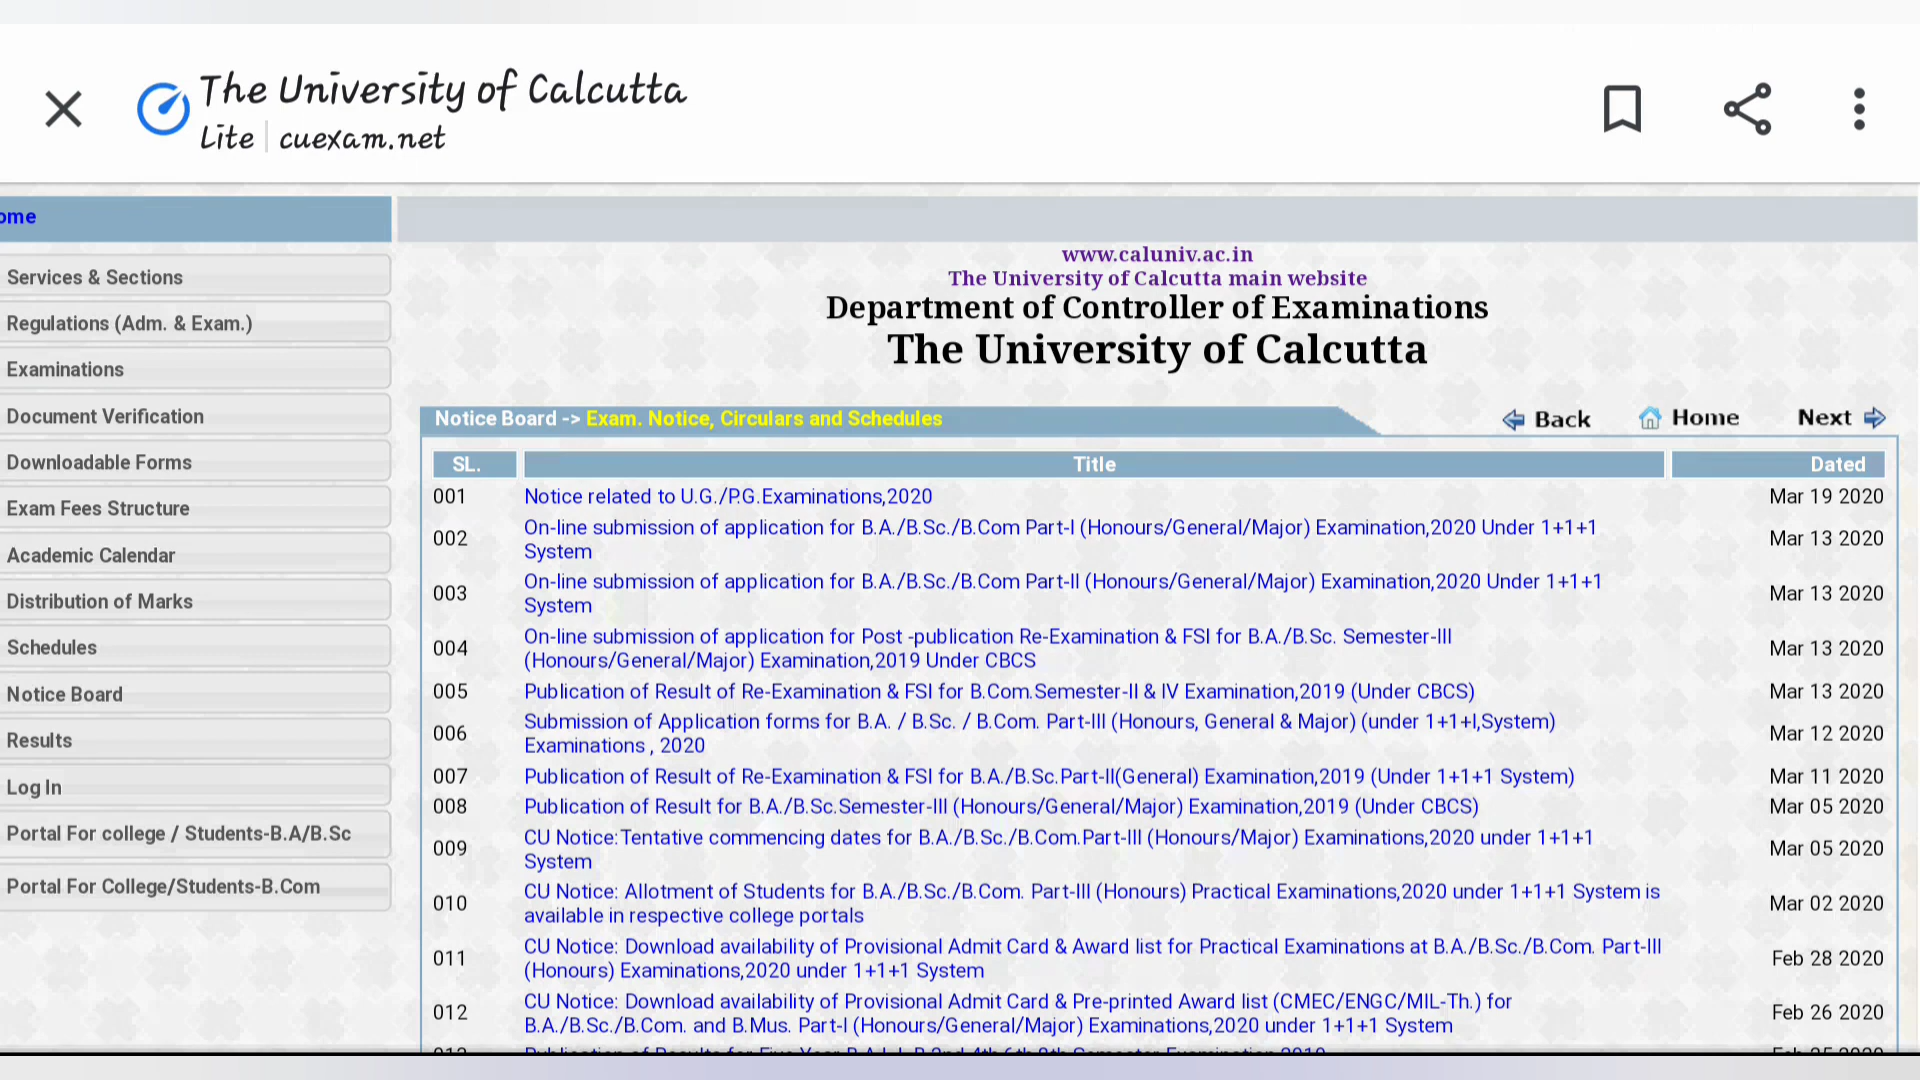 The University of Calcutta
Lite | cuexam.net
ome
www.caluniv.ac.in
The University of Calcutta main website
Department of Controller of Examinations
The University of Calcutta
Services & Sections
Regulations (Adm. & Exam.)
Examinations
Document Verification
Downloadable Forms
Exam Fees Structure
Academic Calendar
Distribution of Marks
Schedules
Notice Board
Results
Log In
Portal For college / Students-B.A/B.Sc
Portal For College/Students-B.Com
Notice Board -> Exam. Notice, Circulars and Schedules
Back Home Next
SL. Title Dated
001 Notice related to U.G./P.G.Examinations,2020 Mar 19 2020
002 On-line submission of application for B.A./B.Sc./B.Com Part-I (Honours/General/Major) Examination,2020 Under 1+1+1
System Mar 13 2020
003 On-line submission of application for B.A./B.Sc./B.Com Part-II (Honours/General/Major) Examination,2020 Under 1+1+1
System Mar 13 2020
004 On-line submission of application for Post -publication Re-Examination & FSI for B.A./B.Sc. Semester-III
(Honours/General/Major) Examination,2019 Under CBCS Mar 13 2020
005 Publication of Result of Re-Examination & FSI for B.Com.Semester-II & IV Examination,2019 (Under CBCS) Mar 13 2020
006 Submission of Application forms for B.A. / B.Sc. / B.Com. Part-III (Honours, General & Major) (under 1+1+I,System)
Examinations , 2020 Mar 12 2020
007 Publication of Result of Re-Examination & FSI for B.A./B.Sc.Part-II(General) Examination,2019 (Under 1+1+1 System) Mar 11 2020
008 Publication of Result for B.A./B.Sc.Semester-III (Honours/General/Major) Examination,2019 (Under CBCS) Mar 05 2020
009 CU Notice:Tentative commencing dates for B.A./B.Sc./B.Com.Part-III (Honours/Major) Examinations,2020 under 1+1+1
System Mar 05 2020
010 CU Notice: Allotment of Students for B.A./B.Sc./B.Com. Part-III (Honours) Practical Examinations,2020 under 1+1+1 System is
available in respective college portals Mar 02 2020
011 CU Notice: Download availability of Provisional Admit Card & Award list for Practical Examinations at B.A./B.Sc./B.Com. Part-III
(Honours) Examinations,2020 under 1+1+1 System Feb 28 2020
012 CU Notice: Download availability of Provisional Admit Card & Pre-printed Award list (CMEC/ENGC/MIL-Th.) for
B.A./B.Sc./B.Com. and B.Mus. Part-I (Honours/General/Major) Examinations,2020 under 1+1+1 System Feb 26 2020